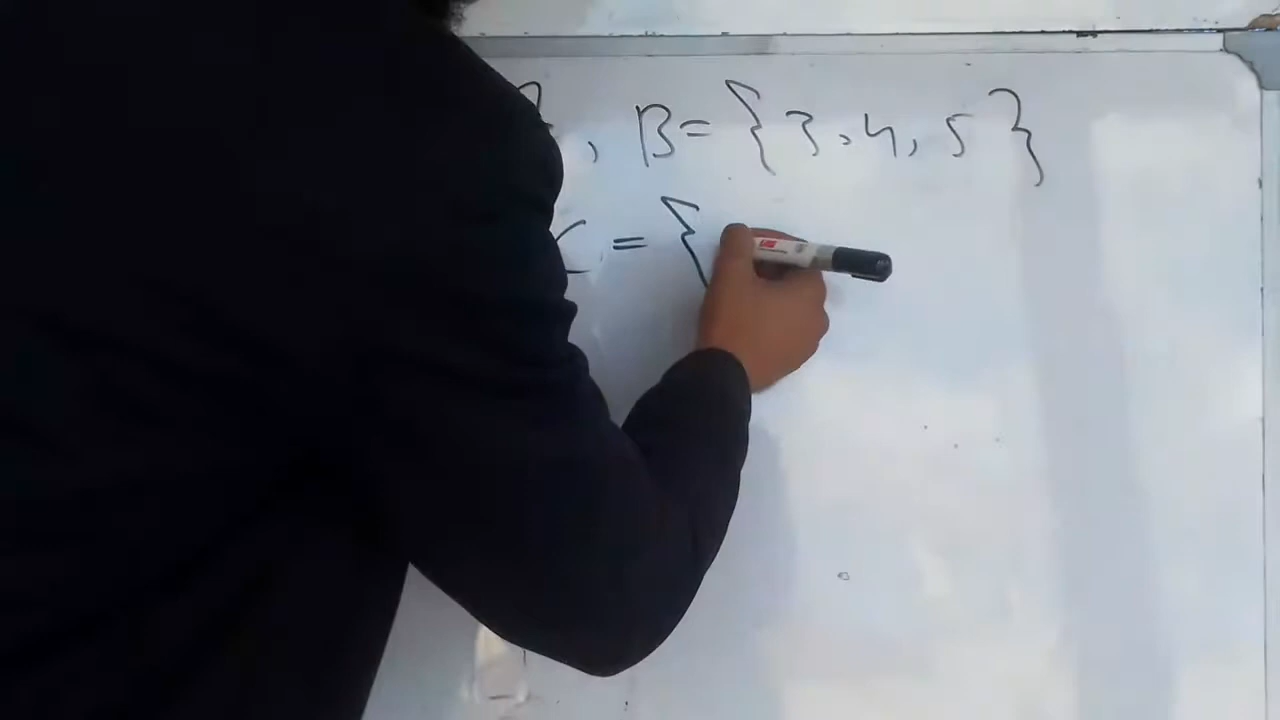 }, B = {3, 4, 5}
C = {